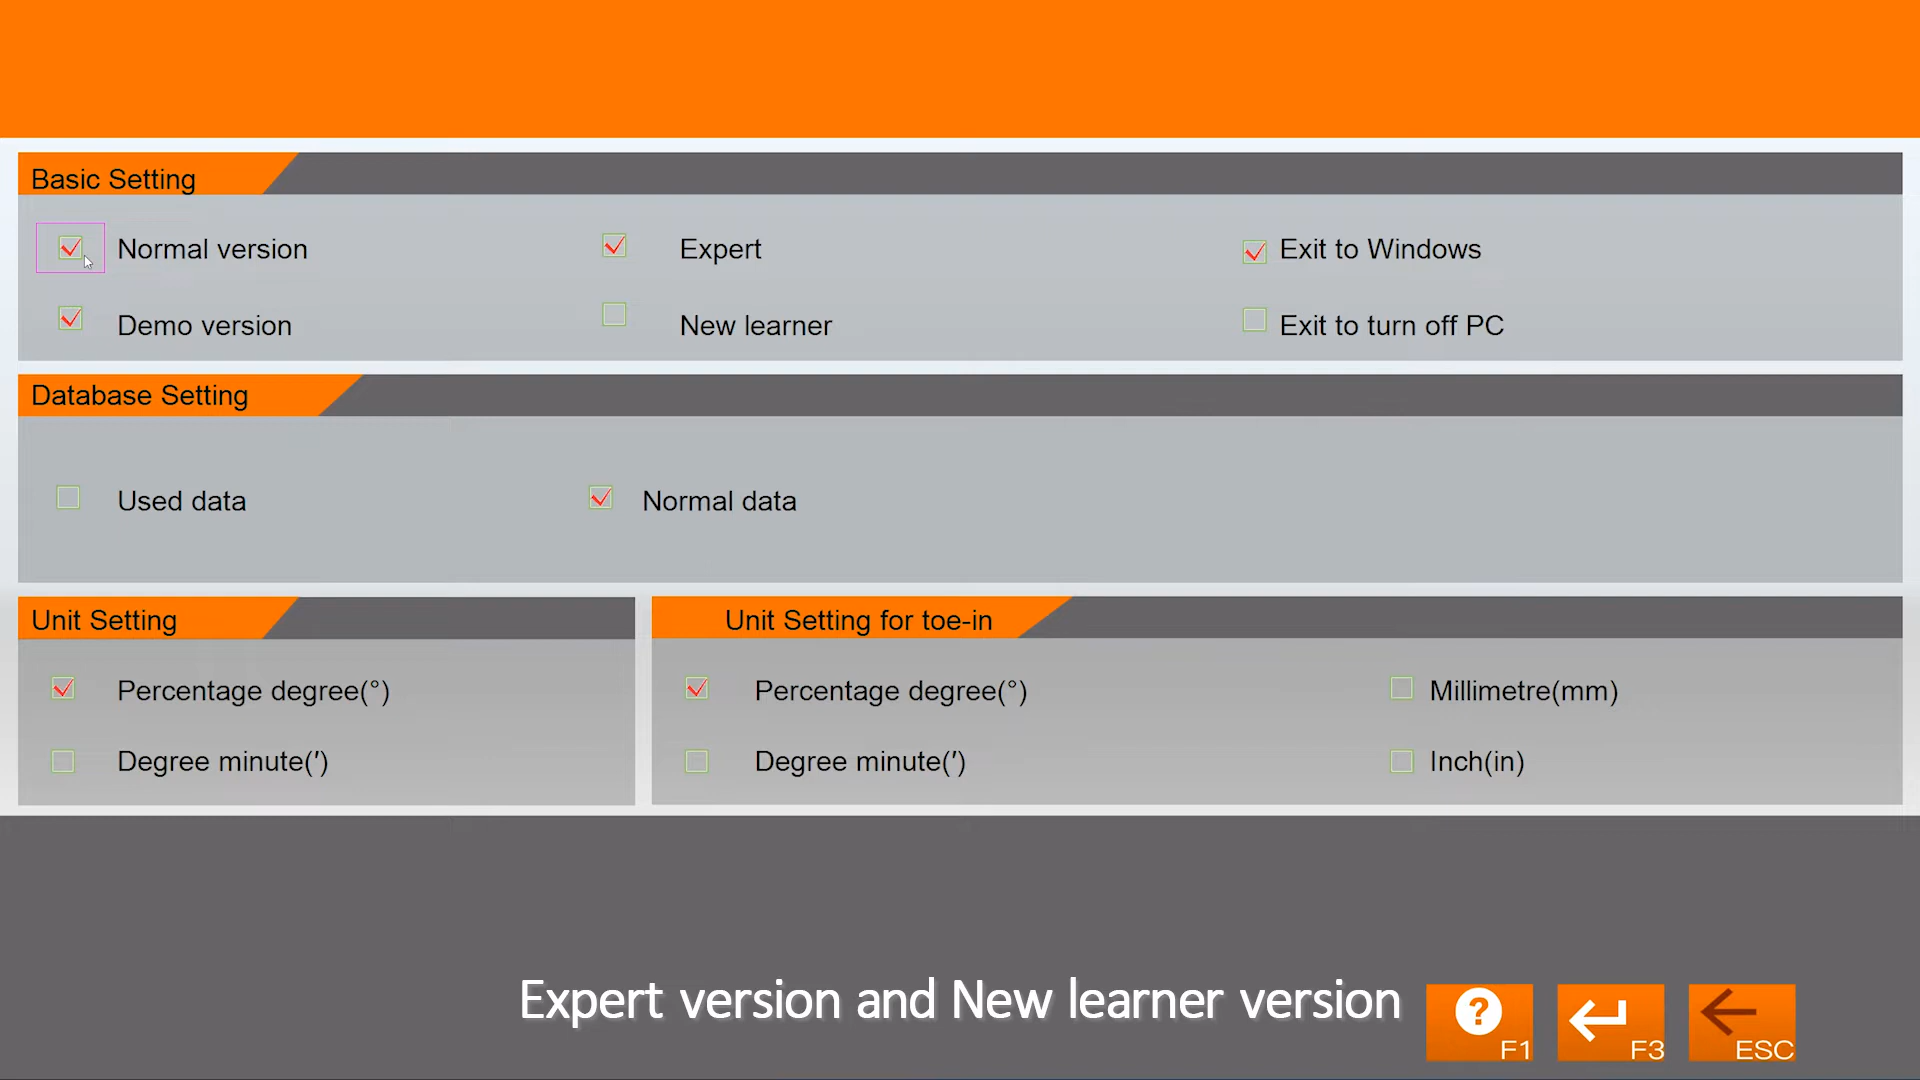 Basic Setting
Normal version
Expert
Exit to Windows
Demo version
New learner
Exit to turn off PC
Database Setting
Used data
Normal data
Unit Setting
Unit Setting for toe-in
Percentage degree(°)
Percentage degree(°)
Millimetre(mm)
Degree minute(')
Degree minute(')
Inch(in)
Expert version and New learner version
? F1
F3
ESC